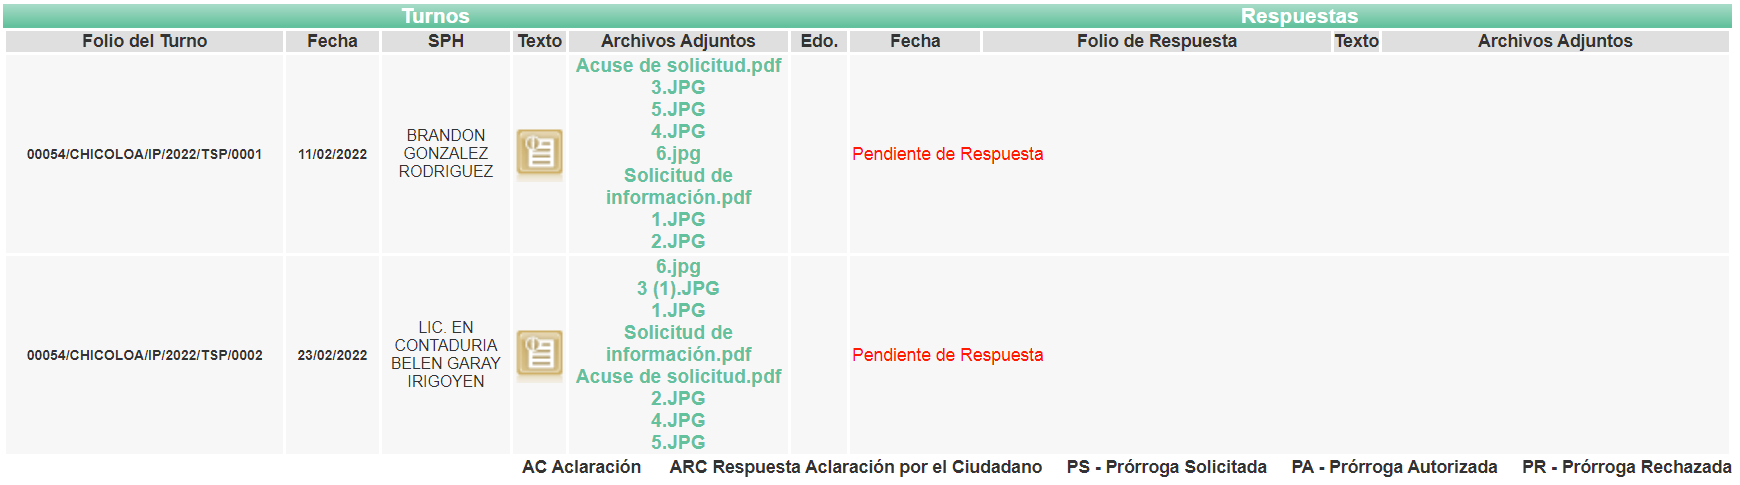 Turnos Respuestas
Folio del Turno Fecha SPH Texto Archivos Adjuntos Edo. Fecha Folio de Respuesta Texto Archivos Adjuntos
00054/CHICOLOA/IP/2022/TSP/0001
11/02/2022
BRANDON
GONZALEZ
RODRIGUEZ
Acuse de solicitud.pdf
3.JPG
5.JPG
4.JPG
6.jpg
Solicitud de
información.pdf
1.JPG
2.JPG
Pendiente de Respuesta
00054/CHICOLOA/IP/2022/TSP/0002
23/02/2022
LIC. EN
CONTADURIA
BELEN GARAY
IRIGOYEN
6.jpg
3 (1).JPG
1.JPG
Solicitud de
información.pdf
Acuse de solicitud.pdf
2.JPG
4.JPG
5.JPG
Pendiente de Respuesta
AC Aclaración ARC Respuesta Aclaración por el Ciudadano PS - Prórroga Solicitada PA - Prórroga Autorizada PR - Prórroga Rechazada